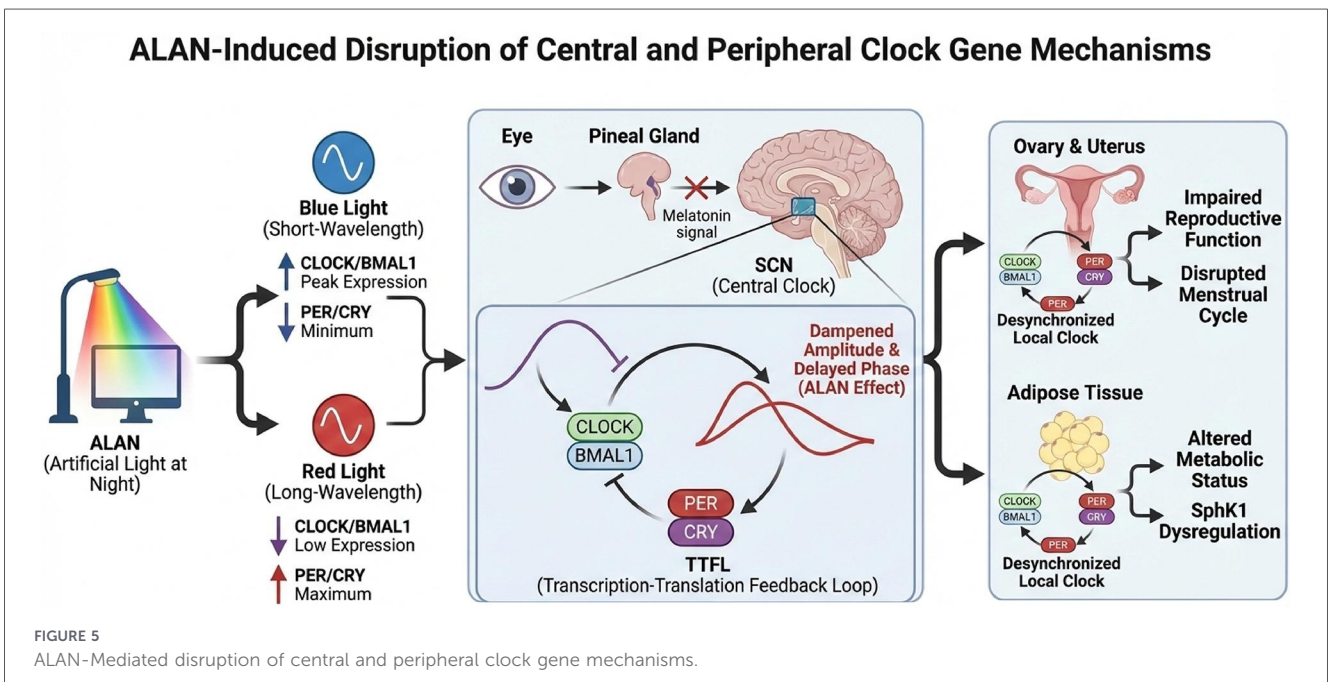 ALAN-Induced Disruption of Central and Peripheral Clock Gene Mechanisms
ALAN
(Artificial Light at
Night)
Blue Light
(Short-Wavelength)
CLOCK/BMAL1
Peak Expression
PER/CRY
Minimum
Red Light
(Long-Wavelength)
CLOCK/BMAL1
Low Expression
PER/CRY
Maximum
Eye
Pineal Gland
Melatonin
signal
SCN
(Central Clock)
Dampened
Amplitude &
Delayed Phase
(ALAN Effect)
CLOCK
BMAL1
PER
CRY
TTFL
(Transcription-Translation Feedback Loop)
Ovary & Uterus
CLOCK
BMAL1
PER
CRY
PER
Desynchronized
Local Clock
Impaired
Reproductive
Function
Disrupted
Menstrual
Cycle
Adipose Tissue
CLOCK
BMAL1
PER
CRY
PER
Desynchronized
Local Clock
Altered
Metabolic
Status
SphK1
Dysregulation
FIGURE 5
ALAN-Mediated disruption of central and peripheral clock gene mechanisms.